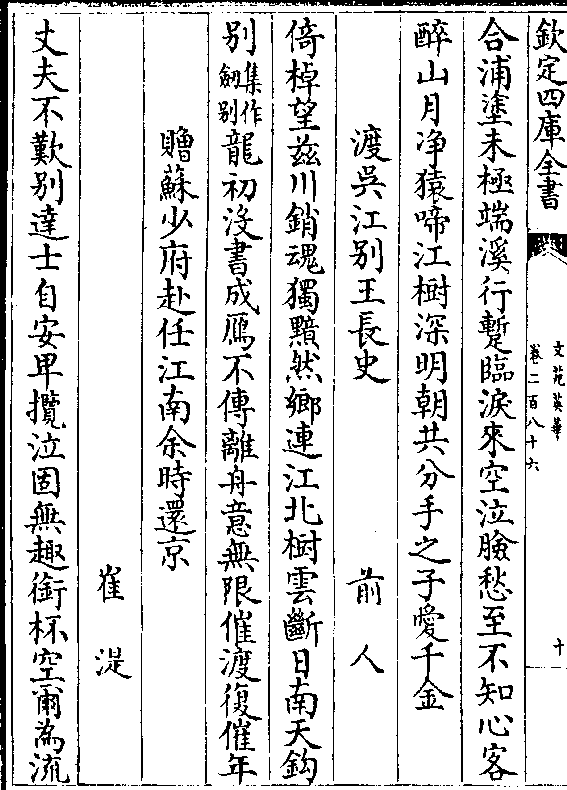 欽定四庫全書
文苑英華
卷二百八十六
十
合浦塗未極端溪行蹔臨淚來空泣臉愁至不知心客
醉山月净猿啼江樹深明朝共分手之子愛千金
渡吳江别王長史　前人
倚棹望兹川銷魂獨黯然鄉連江北樹雲斷日南天釣
别集作劒别龍初没書成鴈不傳離舟意無限催渡復催年
贈蘇少府赴任江南余時還京
崔湜
丈夫不歎别達士自安卑攬泣固無趣銜杯空爾為流